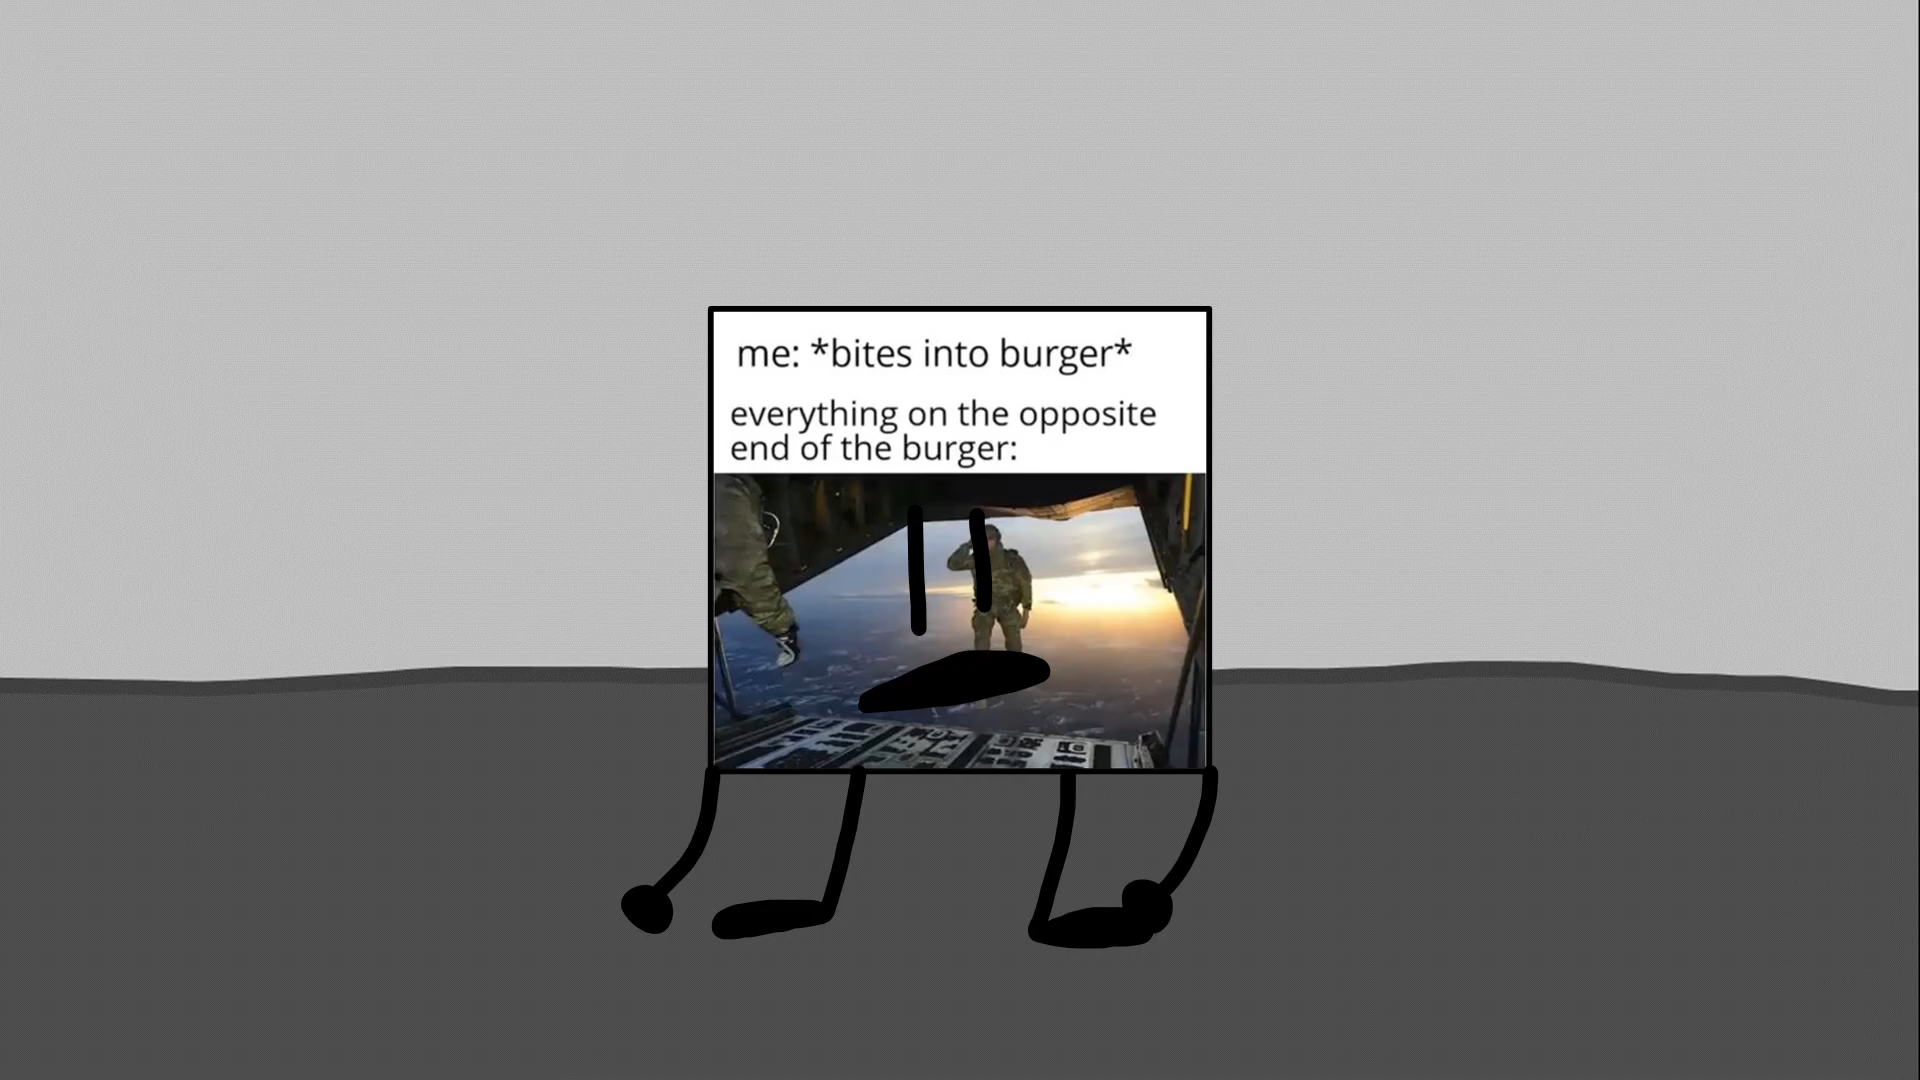 me: *bites into burger*
everything on the opposite
end of the burger: